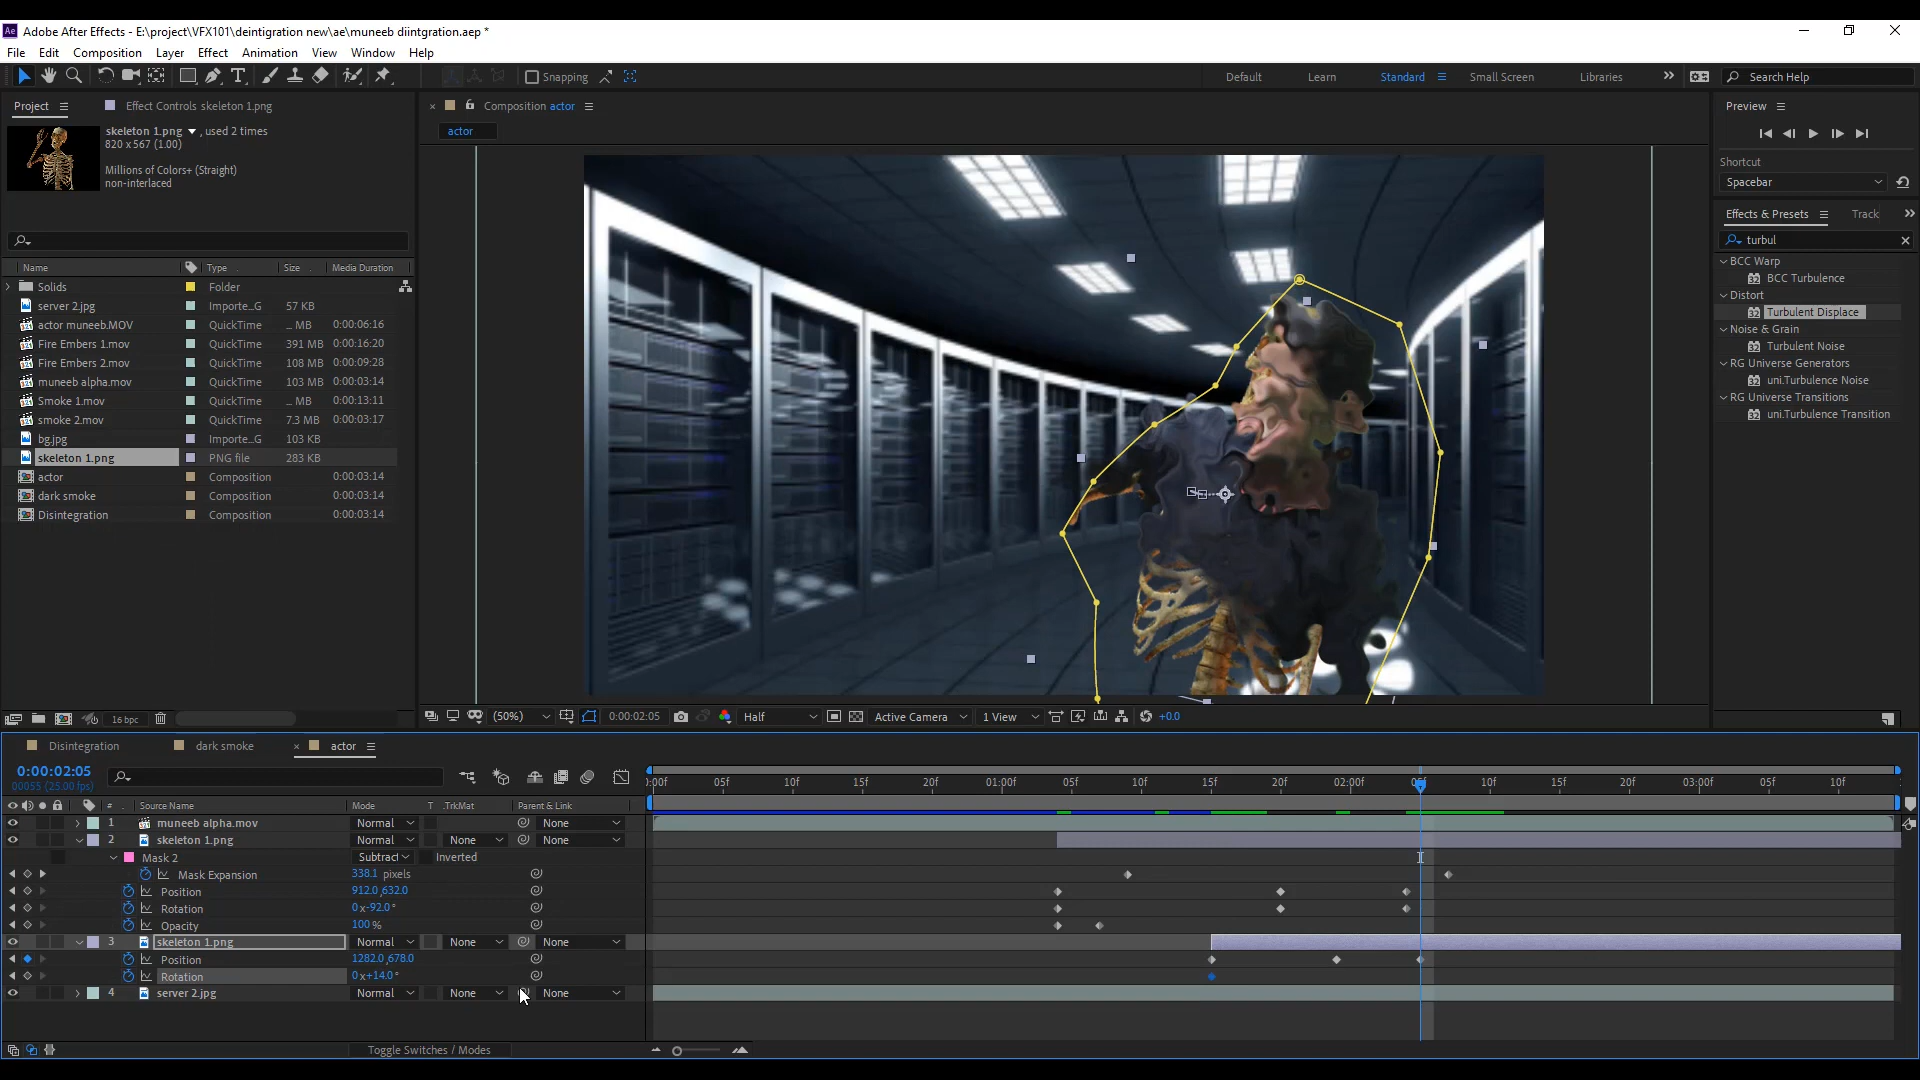 Ae Adobe After Effects - E:\project\VFX101\deintigration new\ae\muneeb diintgration.aep *
File Edit Composition Layer Effect Animation View Window Help
T Snapping Default Learn Standard Small Screen Libraries Search Help
Project Effect Controls skeleton 1.png
Composition actor
Preview
skeleton 1.png , used 2 times
820 x 567 (1.00)
Millions of Colors+ (Straight)
non-interlaced
actor
Shortcut
Spacebar
Effects & Presets Track
turbul
BCC Warp
BCC Turbulence
Distort
Turbulent Displace
Noise & Grain
Turbulent Noise
RG Universe Generators
uni.Turbulence Noise
RG Universe Transitions
uni.Turbulence Transition
Name Type Size Media Duration
Solids Folder
server 2.jpg Importe...G 57 KB
actor muneeb.MOV QuickTime ... MB 0:00:06:16
Fire Embers 1.mov QuickTime 391 MB 0:00:16:20
Fire Embers 2.mov QuickTime 108 MB 0:00:09:28
muneeb alpha.mov QuickTime 103 MB 0:00:03:14
Smoke 1.mov QuickTime ... MB 0:00:13:11
smoke 2.mov QuickTime 7.3 MB 0:00:03:17
bg.jpg Importe...G 103 KB
skeleton 1.png PNG file 283 KB
actor Composition 0:00:03:14
dark smoke Composition 0:00:03:14
Disintegration Composition 0:00:03:14
16 bpc
(50%) 0:00:02:05 Half Active Camera 1 View +0.0
Disintegration dark smoke × actor
0:00:02:05
00055 (25.00 fps)
):00f 05f 10f 15f 20f 01:00f 05f 10f 15f 20f 02:00f 05f 10f 15f 20f 03:00f 05f 10f
# Source Name Mode T .TrkMat Parent & Link
1 muneeb alpha.mov Normal None
2 skeleton 1.png Normal None None
Mask 2 Subtract Inverted
Mask Expansion 338.1 pixels
Position 912.0,632.0
Rotation 0x-92.0°
Opacity 100 %
3 skeleton 1.png Normal None None
Position 1282.0,678.0
Rotation 0x+14.0°
4 server 2.jpg Normal None None
Toggle Switches / Modes